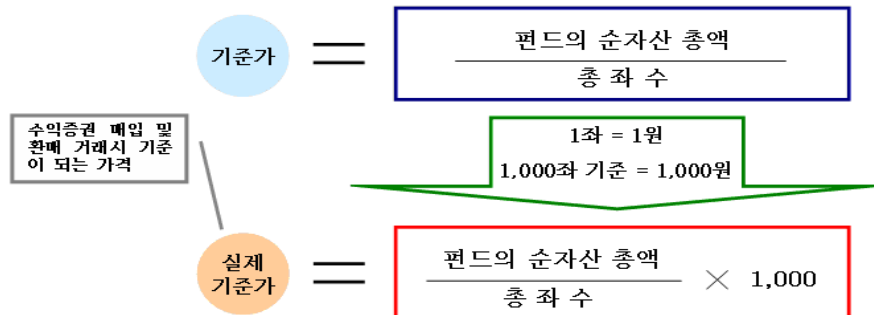 기준가
펀드의 순자산 총액
총 좌 수
수익증권 매입 및
환매 거래시 기준
이 되는 가격
1좌 = 1원
1,000좌 기준 = 1,000원
실제
기준가
펀드의 순자산 총액
총 좌 수
× 1,000